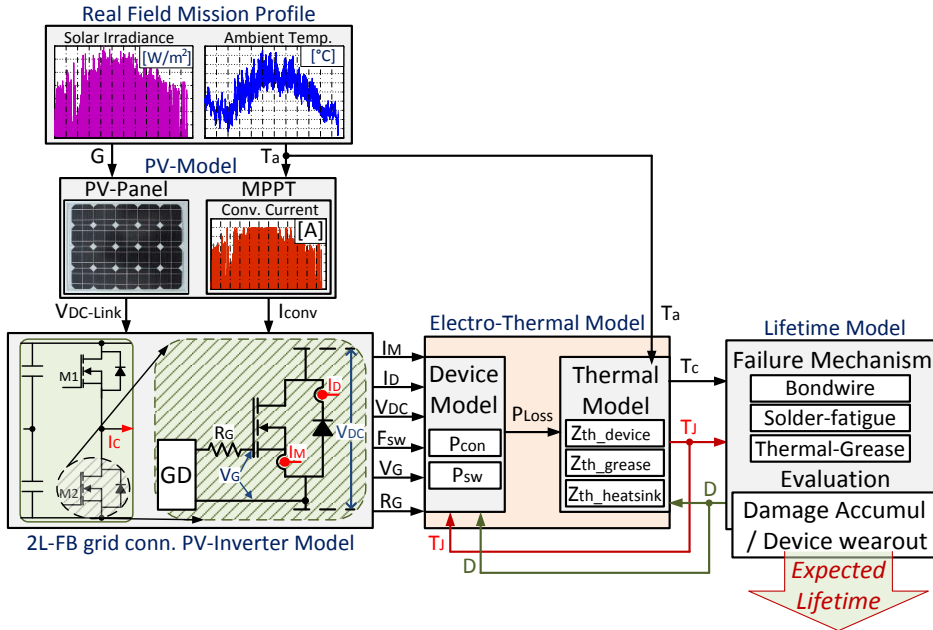 Real Field Mission Profile
Solar Irradiance
[W/m²]
Ambient Temp.
[°C]
G
Ta
PV-Model
PV-Panel
MPPT
Conv. Current
[A]
VDC-Link
Iconv
Ta
M1
IC
M2
GD
RG
VG
ID
IM
VDC
2L-FB grid conn. PV-Inverter Model
IM
ID
VDC
Fsw
VG
RG
Electro-Thermal Model
Device
Model
Pcon
Psw
PLoss
Thermal
Model
Zth_device
Zth_grease
Zth_heatsink
TJ
D
Tc
TJ
D
Lifetime Model
Failure Mechanism
Bondwire
Solder-fatigue
Thermal-Grease
Evaluation
Damage Accumul
/ Device wearout
Expected
Lifetime